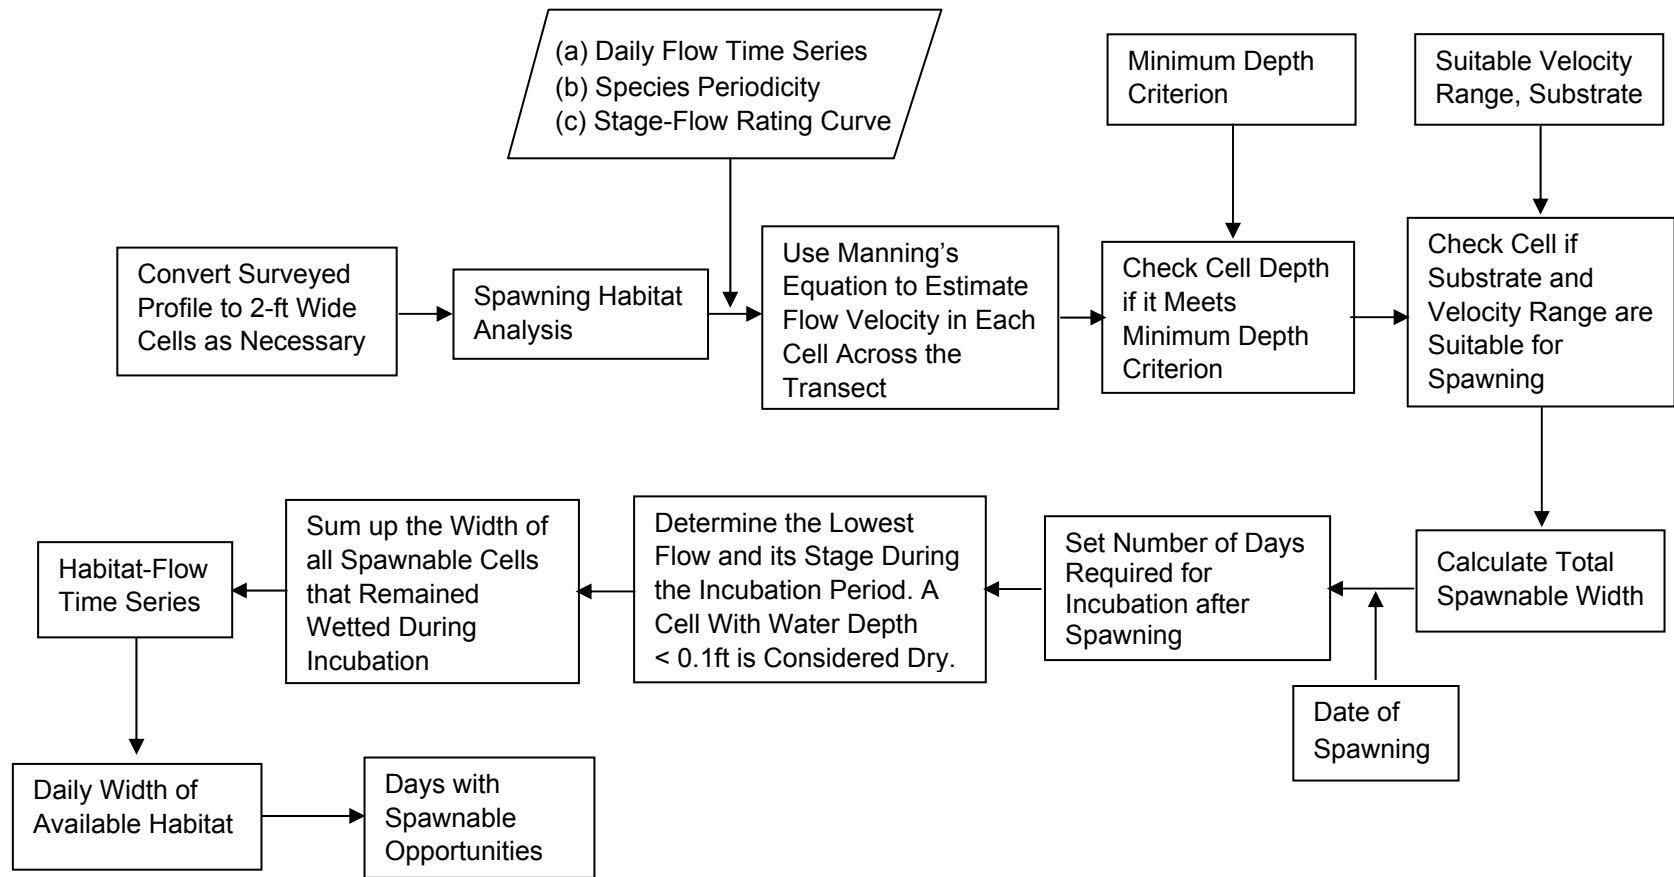 (a) Daily Flow Time Series
(b) Species Periodicity
(c) Stage-Flow Rating Curve
Minimum Depth
Criterion
Suitable Velocity
Range, Substrate
Convert Surveyed
Profile to 2-ft Wide
Cells as Necessary
Spawning Habitat
Analysis
Use Manning’s
Equation to Estimate
Flow Velocity in Each
Cell Across the
Transect
Check Cell Depth
if it Meets
Minimum Depth
Criterion
Check Cell if
Substrate and
Velocity Range are
Suitable for
Spawning
Calculate Total
Spawnable Width
Date of
Spawning
Set Number of Days
Required for
Incubation after
Spawning
Determine the Lowest
Flow and its Stage During
the Incubation Period. A
Cell With Water Depth
< 0.1ft is Considered Dry.
Sum up the Width of
all Spawnable Cells
that Remained
Wetted During
Incubation
Habitat-Flow
Time Series
Daily Width of
Available Habitat
Days with
Spawnable
Opportunities